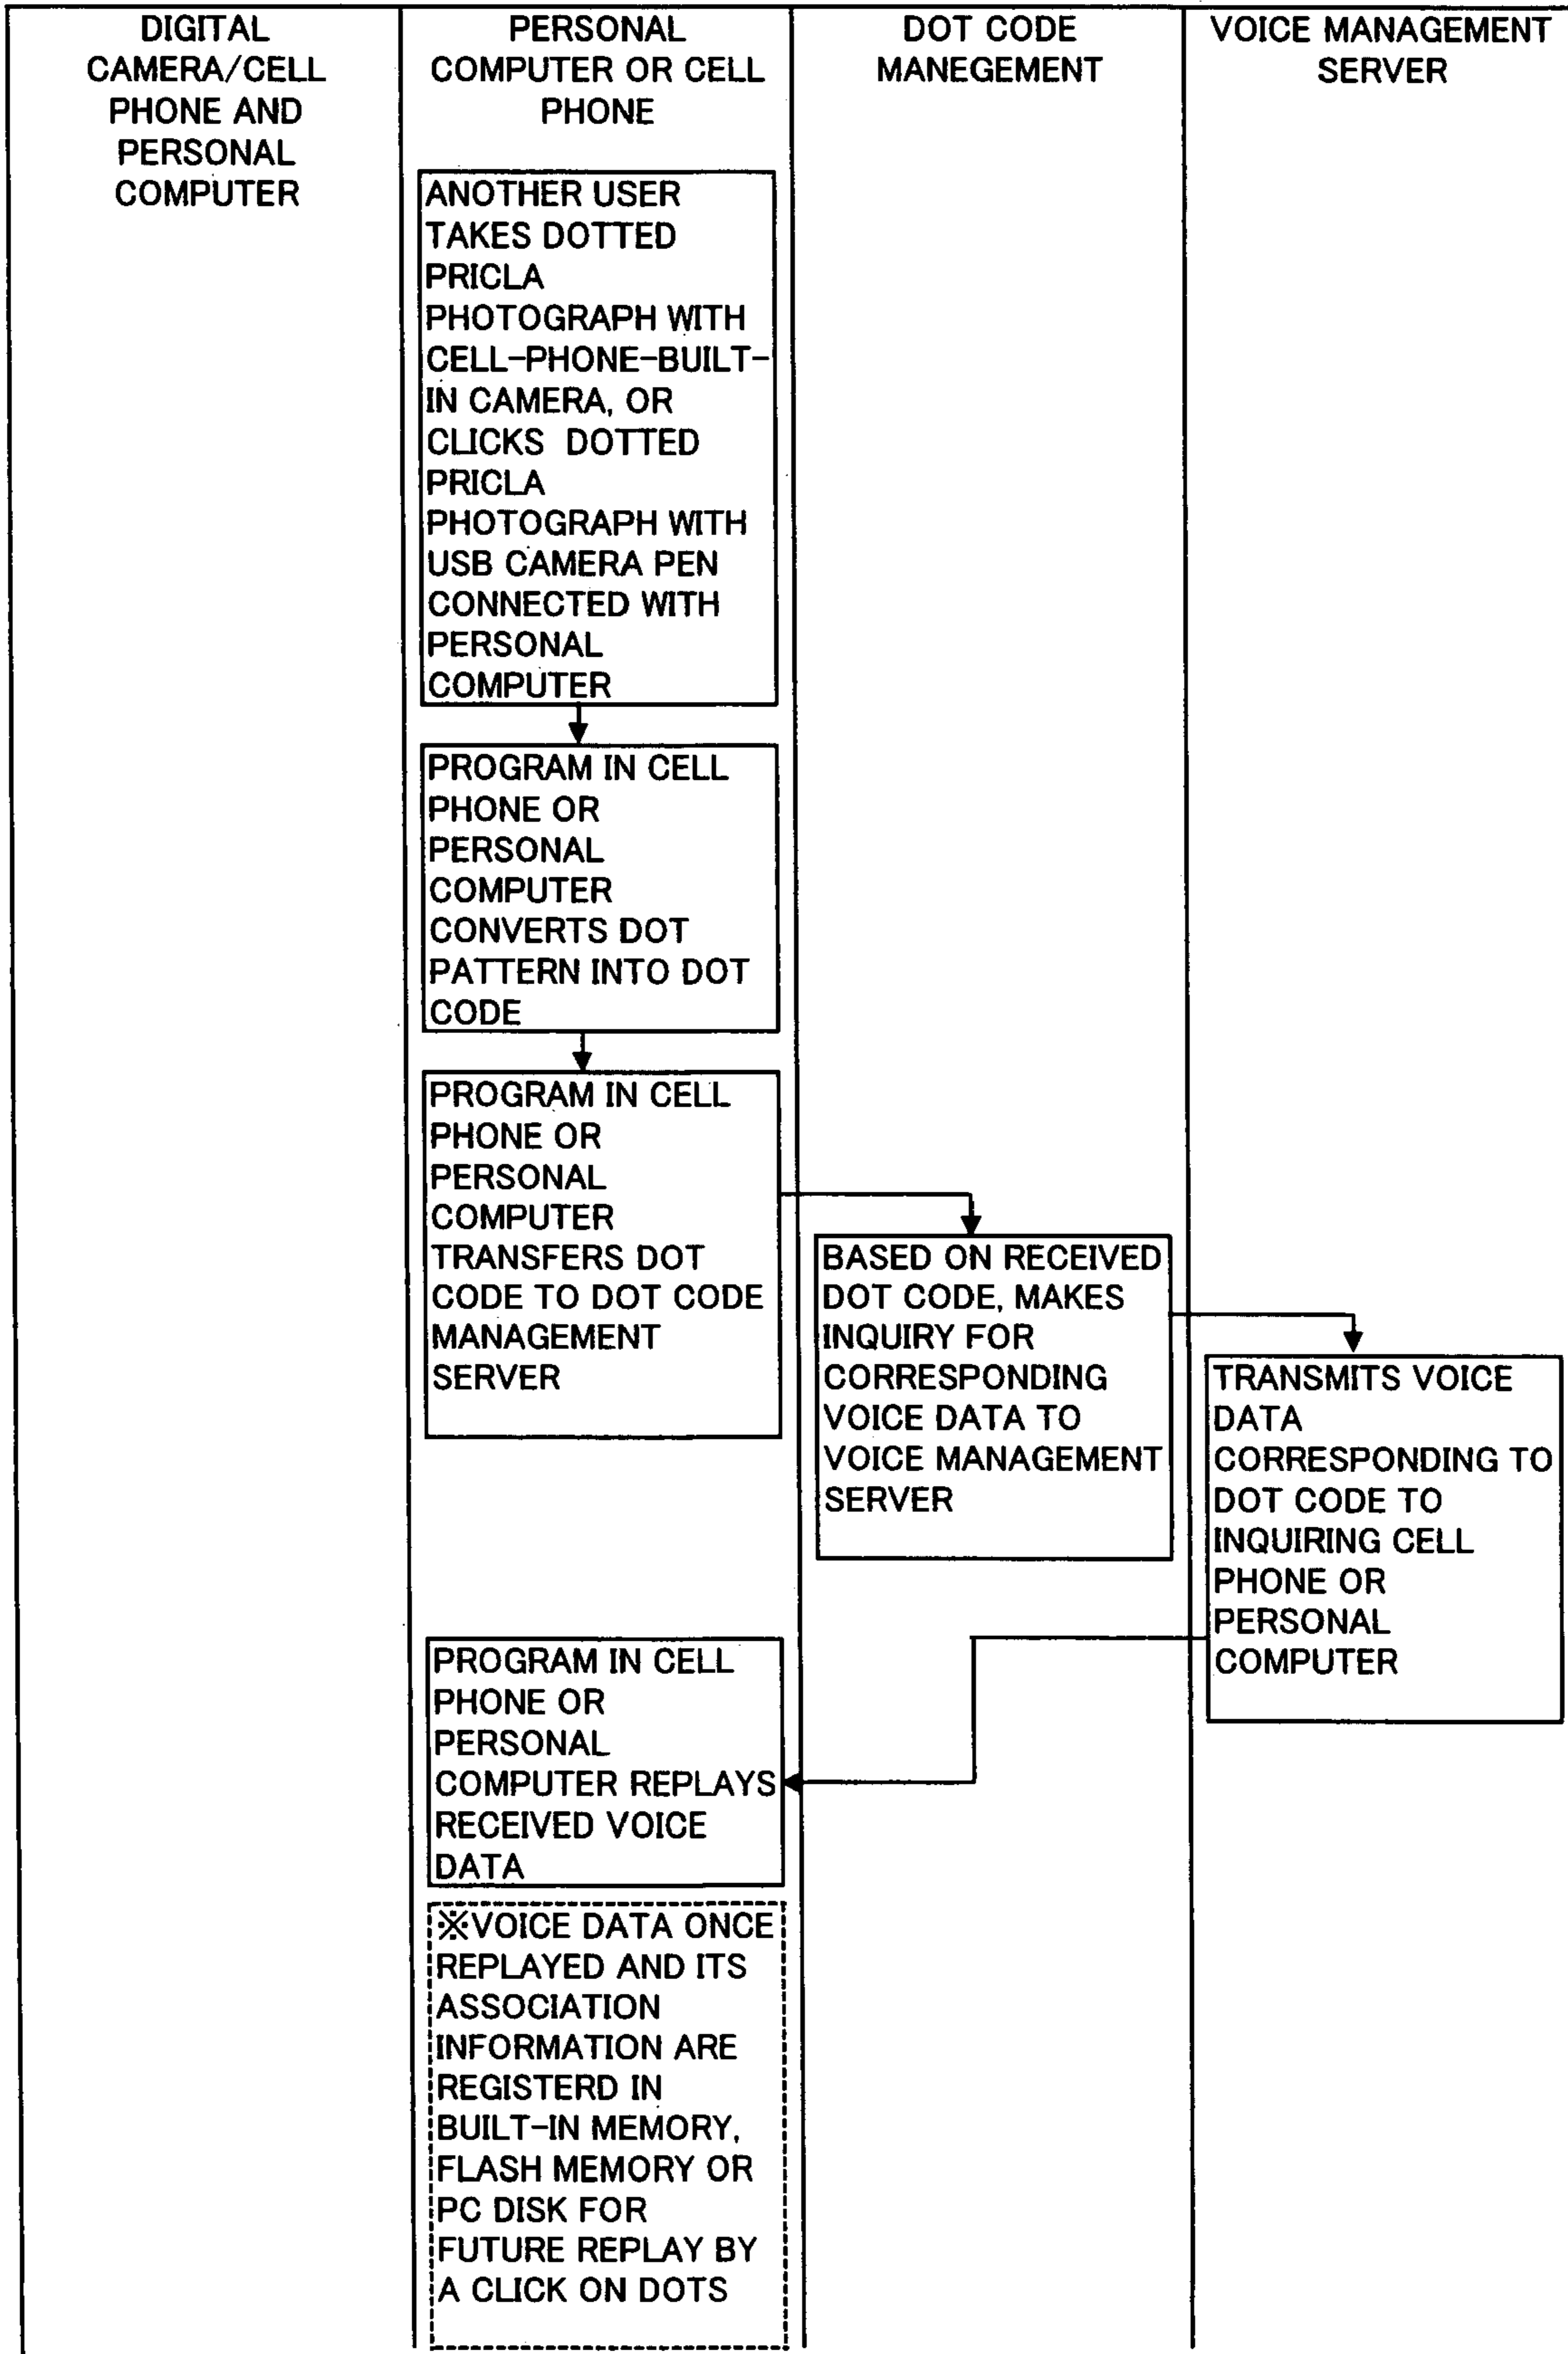 DIGITAL
CAMERA/CELL
PHONE AND
PERSONAL
COMPUTER
PERSONAL
COMPUTER OR CELL
PHONE
DOT CODE
MANEGEMENT
VOICE MANAGEMENT
SERVER
ANOTHER USER
TAKES DOTTED
PRICLA
PHOTOGRAPH WITH
CELL-PHONE-BUILT-
IN CAMERA, OR
CLICKS DOTTED
PRICLA
PHOTOGRAPH WITH
USB CAMERA PEN
CONNECTED WITH
PERSONAL
COMPUTER
PROGRAM IN CELL
PHONE OR
PERSONAL
COMPUTER
CONVERTS DOT
PATTERN INTO DOT
CODE
PROGRAM IN CELL
PHONE OR
PERSONAL
COMPUTER
TRANSFERS DOT
CODE TO DOT CODE
MANAGEMENT
SERVER
BASED ON RECEIVED
DOT CODE, MAKES
INQUIRY FOR
CORRESPONDING
VOICE DATA TO
VOICE MANAGEMENT
SERVER
TRANSMITS VOICE
DATA
CORRESPONDING TO
DOT CODE TO
INQUIRING CELL
PHONE OR
PERSONAL
COMPUTER
PROGRAM IN CELL
PHONE OR
PERSONAL
COMPUTER REPLAYS
RECEIVED VOICE
DATA
※VOICE DATA ONCE
REPLAYED AND ITS
ASSOCIATION
INFORMATION ARE
REGISTERD IN
BUILT-IN MEMORY,
FLASH MEMORY OR
PC DISK FOR
FUTURE REPLAY BY
A CLICK ON DOTS